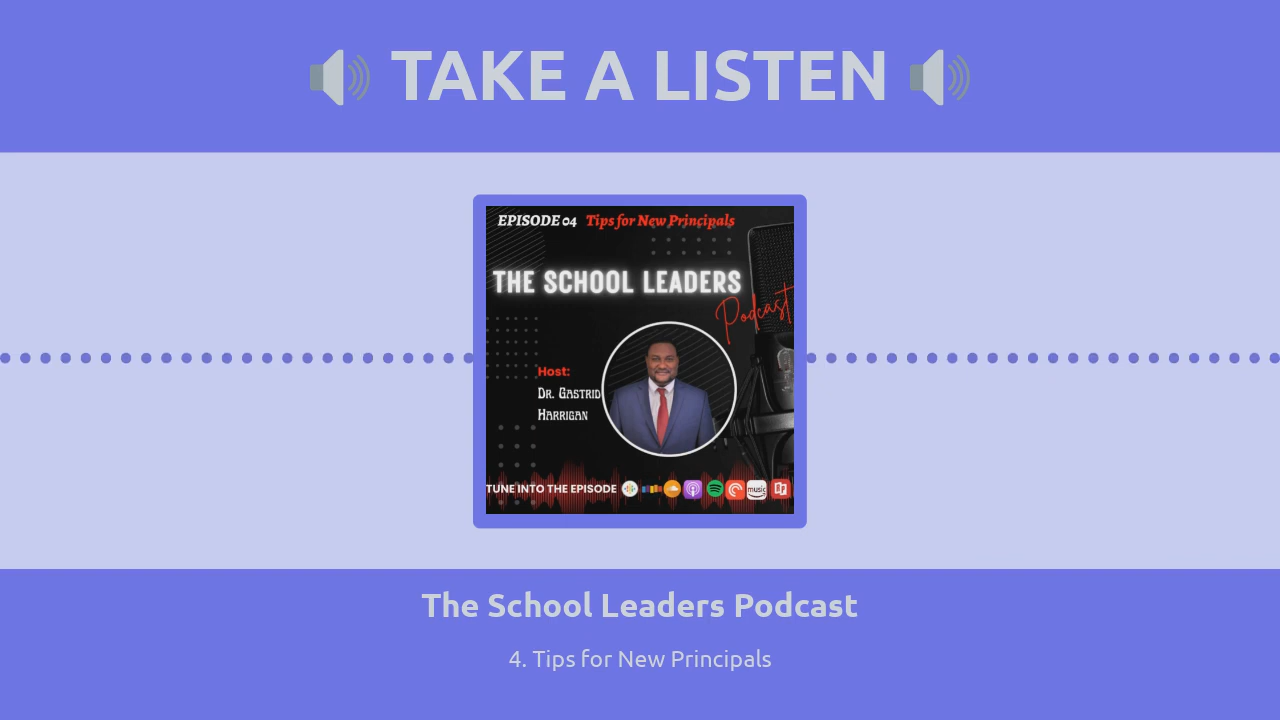 🔊 TAKE A LISTEN 🔊
EPISODE 04 Tips for New Principals
THE SCHOOL LEADERS
Podcast
Host:
DR. GASTRID
HARRIGAN
TUNE INTO THE EPISODE
music
The School Leaders Podcast
4. Tips for New Principals